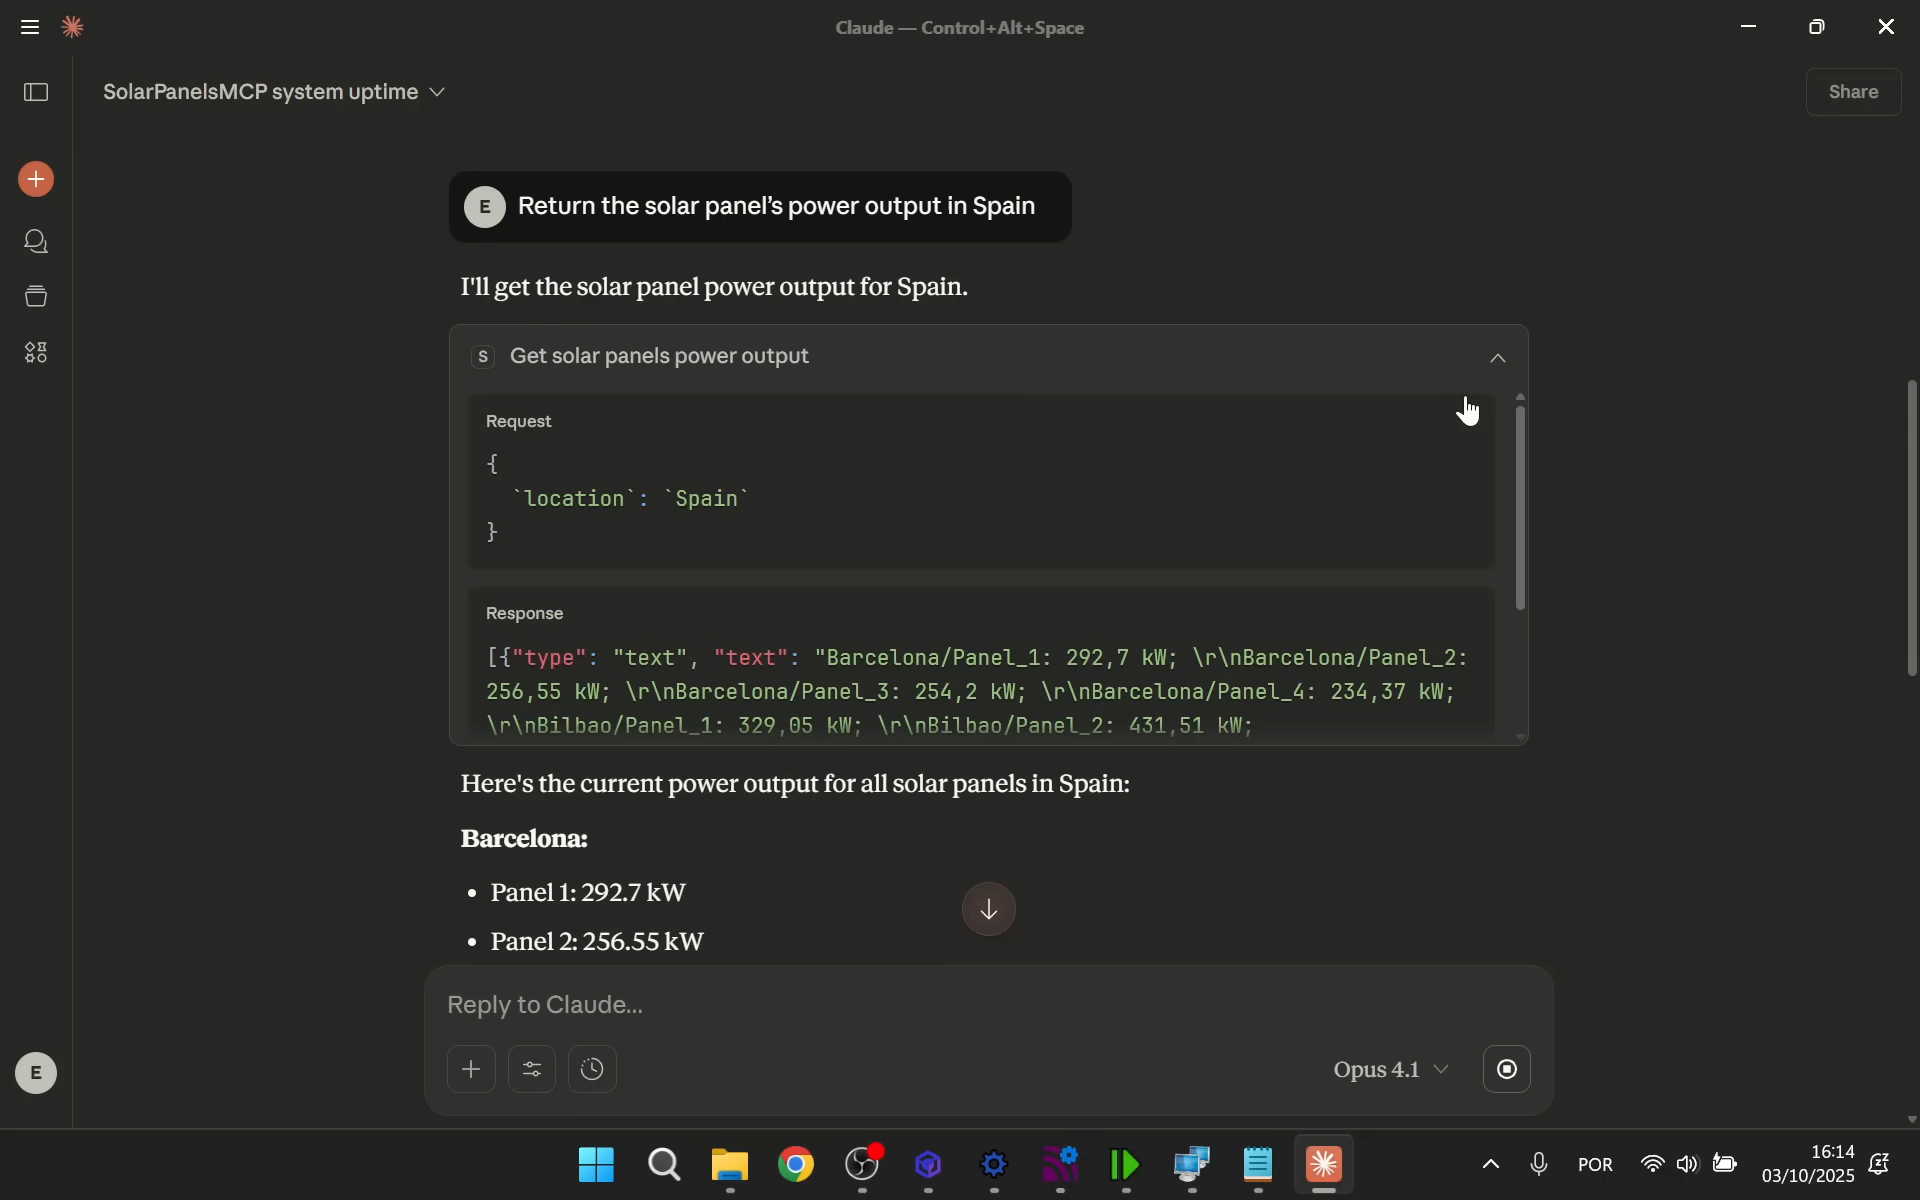 Claude — Control+Alt+Space
SolarPanelsMCP system uptime
Share
E
Return the solar panel’s power output in Spain
I'll get the solar panel power output for Spain.
S
Get solar panels power output
Request
{
`location`: `Spain`
}
Response
[{"type": "text", "text": "Barcelona/Panel_1: 292,7 kW; \r\nBarcelona/Panel_2:
256,55 kW; \r\nBarcelona/Panel_3: 254,2 kW; \r\nBarcelona/Panel_4: 234,37 kW;
\r\nBilbao/Panel_1: 329,05 kW; \r\nBilbao/Panel_2: 431,51 kW;
Here's the current power output for all solar panels in Spain:
Barcelona:
• Panel 1: 292.7 kW
• Panel 2: 256.55 kW
Reply to Claude...
Opus 4.1
E
POR
16:14
03/10/2025